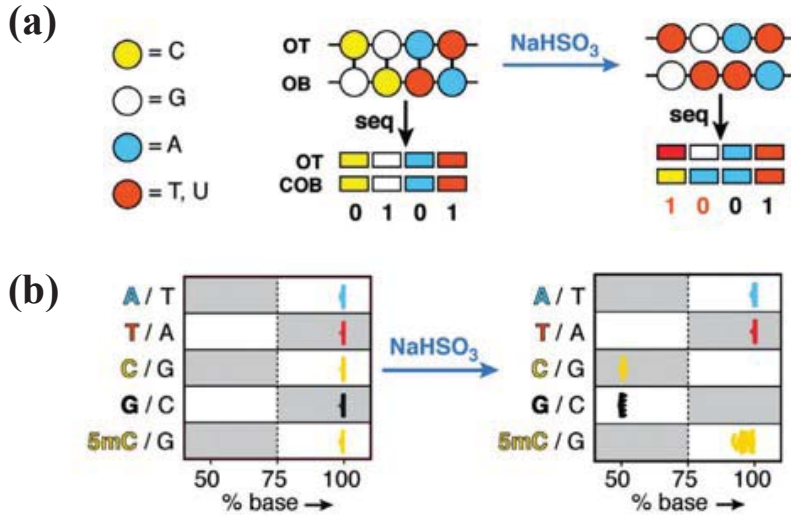 (a)
= C
= G
= A
= T, U
OT
OB
seq
OT
COB
0 1 0 1
NaHSO3
seq
1 0 0 1
(b)
A / T
T / A
C / G
G / C
5mC / G
50 75 100
% base →
NaHSO3
A / T
T / A
C / G
G / C
5mC / G
50 75 100
% base →